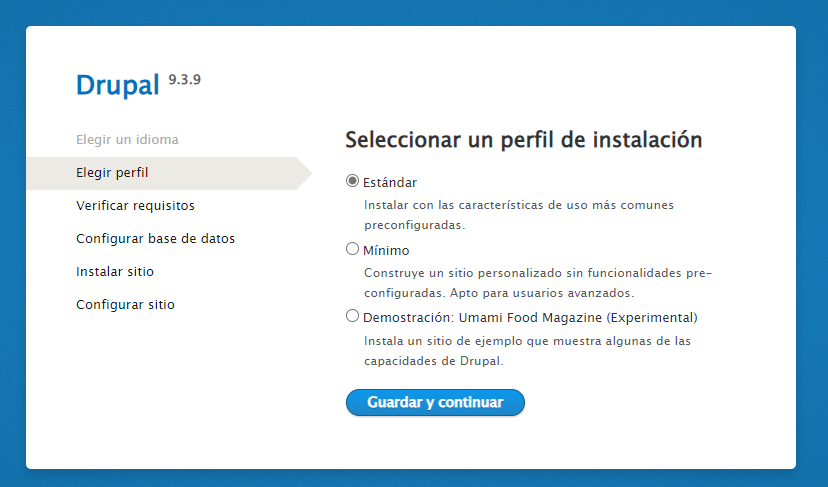 Drupal 9.3.9
Elegir un idioma
Elegir perfil
Verificar requisitos
Configurar base de datos
Instalar sitio
Configurar sitio
Seleccionar un perfil de instalación
Estándar
Instalar con las características de uso más comunes
preconfiguradas.
Mínimo
Construye un sitio personalizado sin funcionalidades pre-
configuradas. Apto para usuarios avanzados.
Demostración: Umami Food Magazine (Experimental)
Instala un sitio de ejemplo que muestra algunas de las
capacidades de Drupal.
Guardar y continuar